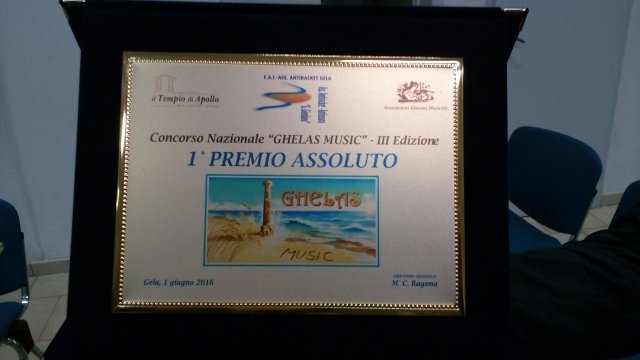 F.A.I.-ASS. ANTIRACKET GELA
il Tempio di Apollo
Associazione Giovani Musicisti
Concorso Nazionale "GHELAS MUSIC" - III Edizione
1° PREMIO ASSOLUTO
GHELAS
MUSIC
Gela, 1 giugno 2016
DIRETTORE ARTISTICO
M° C. Ragona